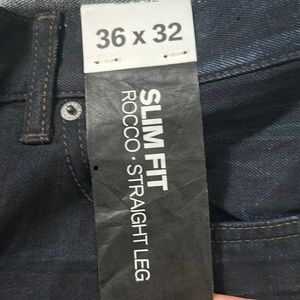 36 x 32
SLIM FIT
ROCCO · STRAIGHT LEG